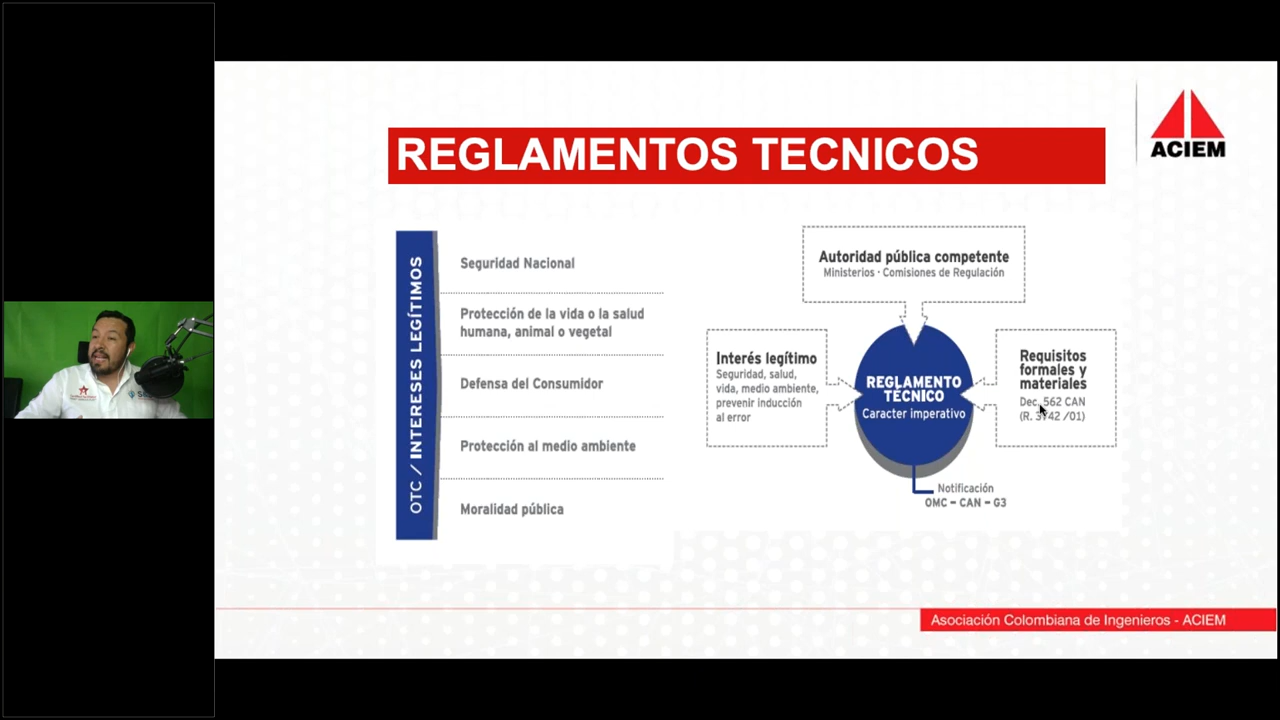 REGLAMENTOS TECNICOS
ACIEM
OTC / INTERESES LEGÍTIMOS
Seguridad Nacional
Protección de la vida o la salud
humana, animal o vegetal
Defensa del Consumidor
Protección al medio ambiente
Moralidad pública
Autoridad pública competente
Ministerios · Comisiones de Regulación
Interés legítimo
Seguridad, salud,
vida, medio ambiente,
prevenir inducción
al error
REGLAMENTO
TÉCNICO
Caracter imperativo
Requisitos
formales y
materiales
Dec. 562 CAN
(R. 3742 /01)
Notificación
OMC – CAN – G3
Asociación Colombiana de Ingenieros - ACIEM